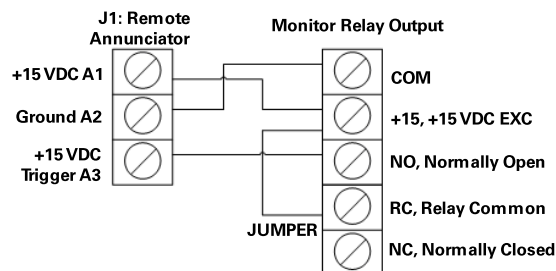 J1: Remote
Annunciator
Monitor Relay Output
+15 VDC A1
Ground A2
+15 VDC
Trigger A3
COM
+15, +15 VDC EXC
NO, Normally Open
RC, Relay Common
JUMPER
NC, Normally Closed